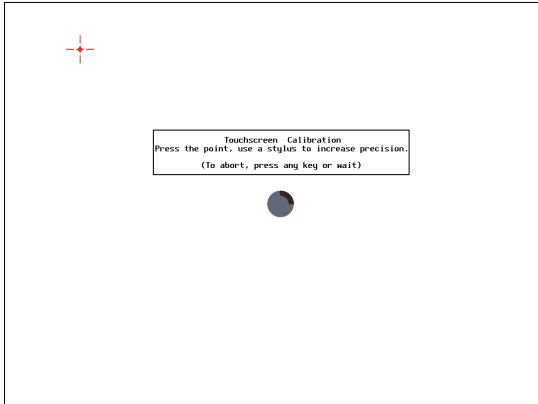 Touchscreen Calibration
Press the point, use a stylus to increase precision.
(To abort, press any key or wait)